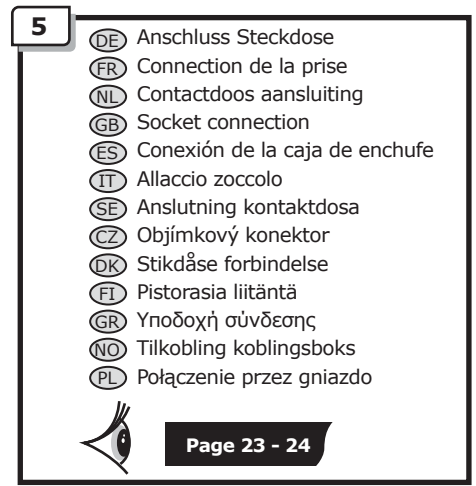 5
DE Anschluss Steckdose
FR Connection de la prise
NL Contactdoos aansluiting
GB Socket connection
ES Conexión de la caja de enchufe
IT Allaccio zoccolo
SE Anslutning kontaktdosa
CZ Objímkový konektor
DK Stikdåse forbindelse
FI Pistorasia liitäntä
GR Υποδοχή σύνδεσης
NO Tilkobling koblingsboks
PL Połączenie przez gniazdo
Page 23 - 24